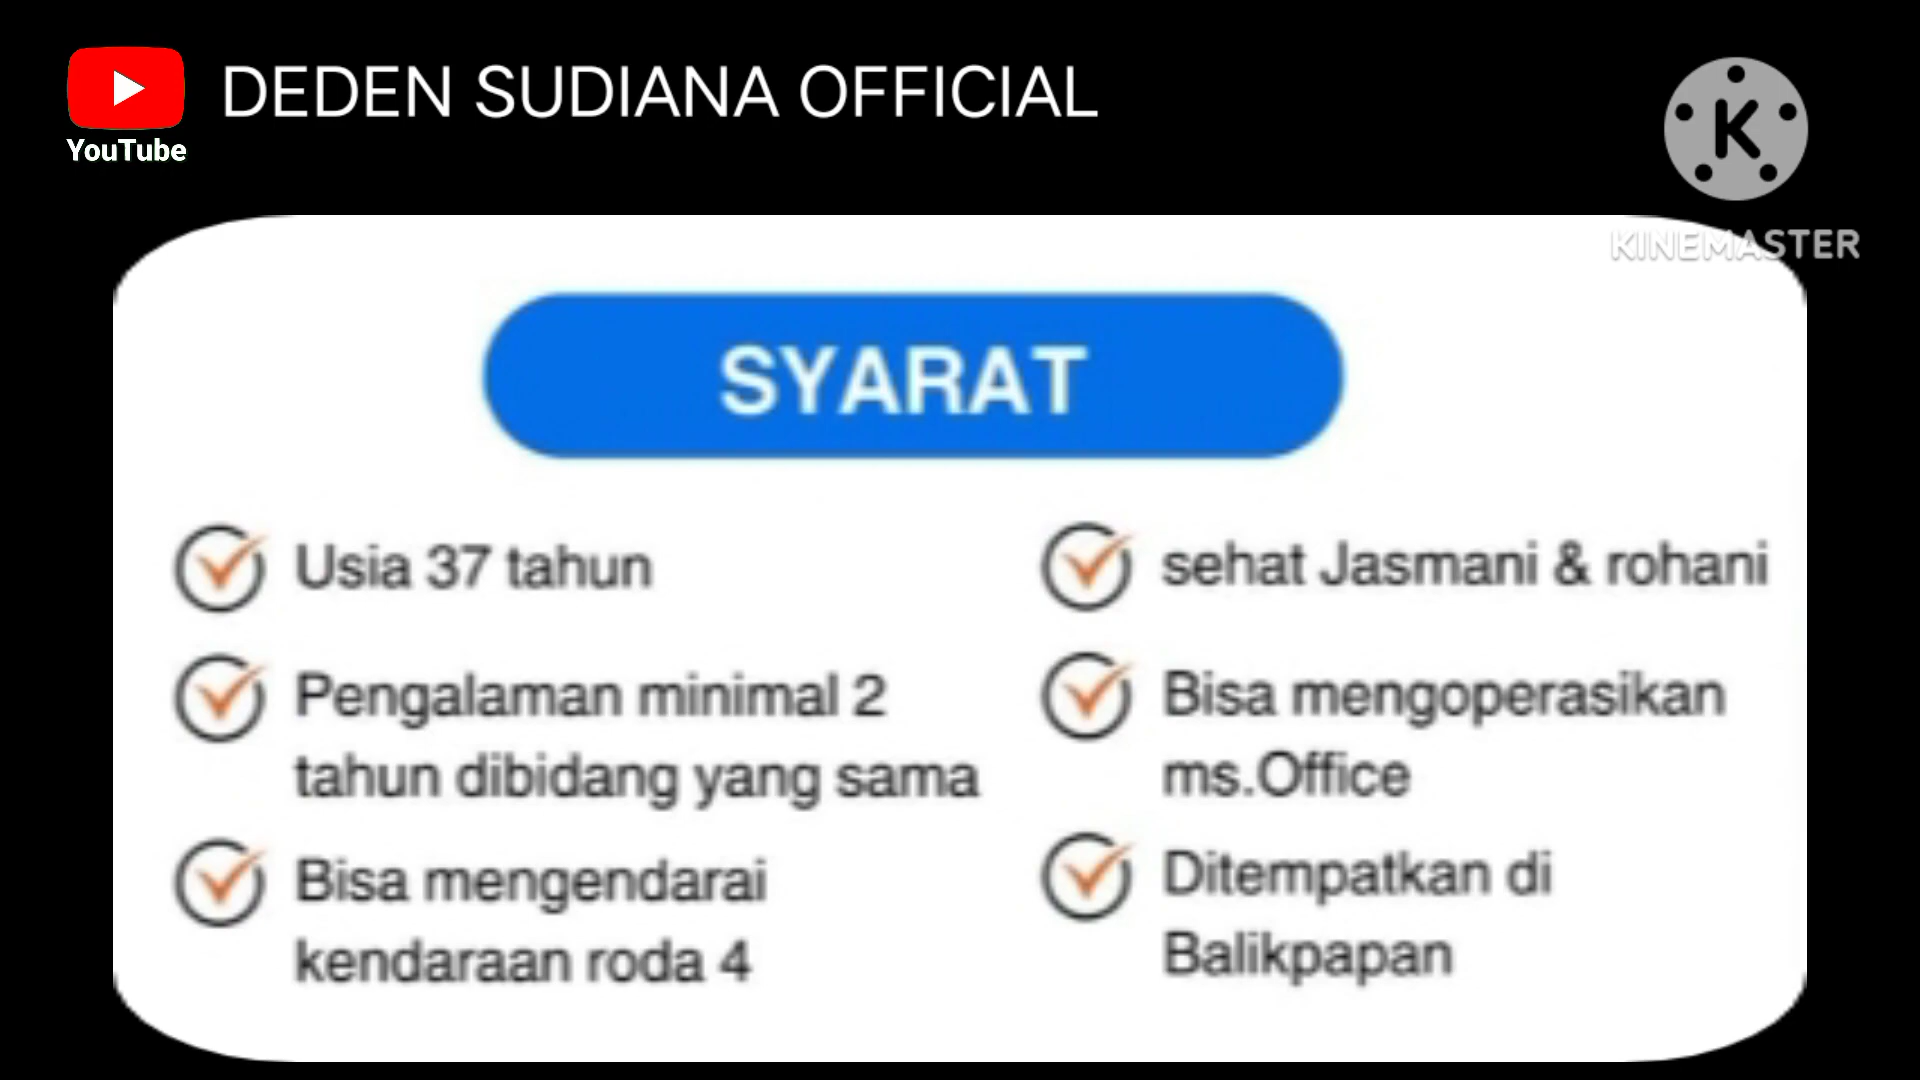 DEDEN SUDIANA OFFICIAL
YouTube
K
KINEMASTER
SYARAT
Usia 37 tahun
Pengalaman minimal 2
tahun dibidang yang sama
Bisa mengendarai
kendaraan roda 4
sehat Jasmani & rohani
Bisa mengoperasikan
ms.Office
Ditempatkan di
Balikpapan